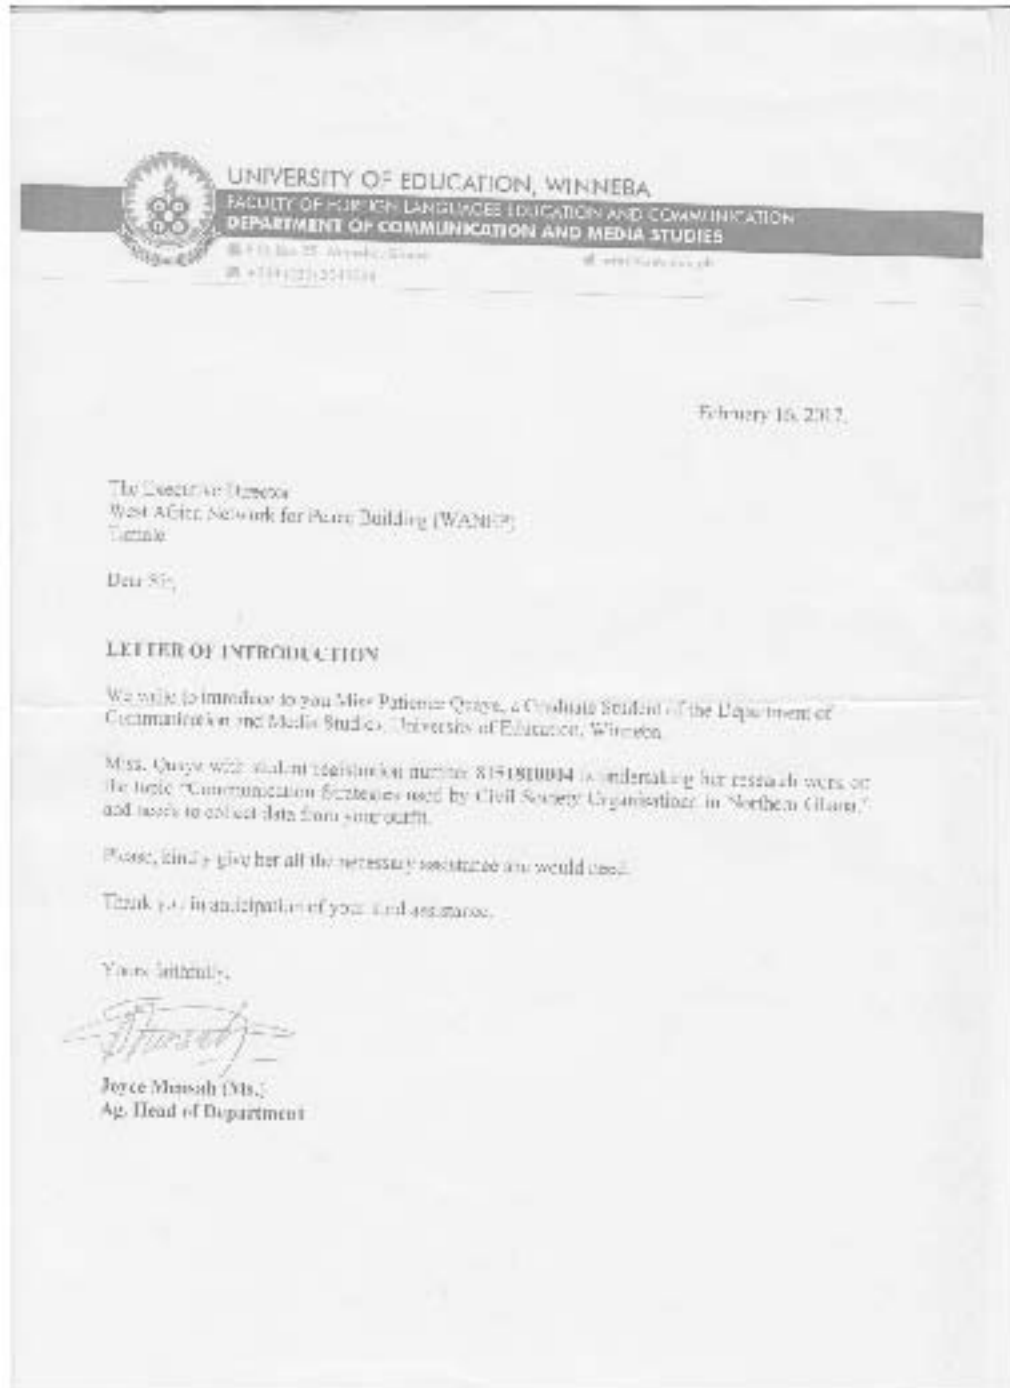 UNIVERSITY OF EDUCATION, WINNEBA
FACULTY OF FOREIGN LANGUAGES EDUCATION AND COMMUNICATION
DEPARTMENT OF COMMUNICATION AND MEDIA STUDIES
February 16, 2017.
The Executive Director
West Africa Network for Peace Building (WANEP)
Tamale
Dear Sir,
LETTER OF INTRODUCTION
We write to introduce to you Miss Patience Quaye, a Graduate Student of the Department of
Communication and Media Studies, University of Education, Winneba.
Miss. Quaye with student registration number 8151810004 is undertaking her research work on
the topic "Communication Strategies used by Civil Society Organisations in Northern Ghana,"
and needs to collect data from your outfit.
Please, kindly give her all the necessary assistance she would need.
Thank you in anticipation of your kind assistance.
Yours faithfully,
Joyce Mensah (Ms.)
Ag. Head of Department